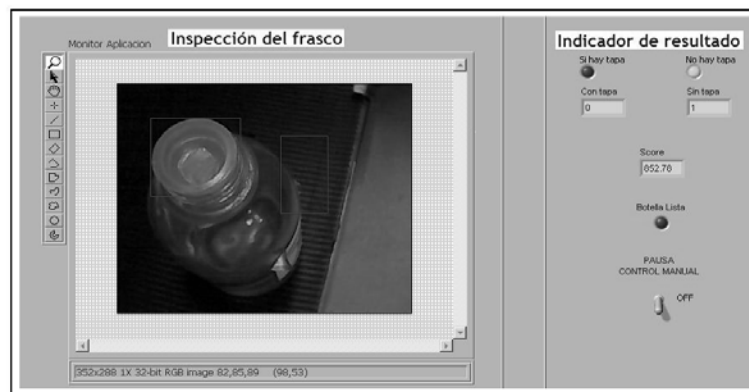 Monitor Aplicacion
Inspección del frasco
Indicador de resultado
Si hay tapa
No hay tapa
Con tapa
Sin tapa
0
1
Score
852.78
Botella Lista
PAUSA
CONTROL MANUAL
OFF
352x288 1X 32-bit RGB image 82,85,89 (98,53)